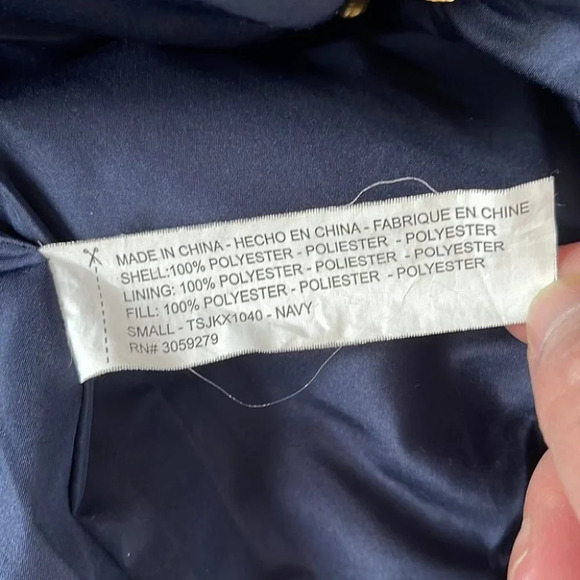 MADE IN CHINA - HECHO EN CHINA - FABRIQUE EN CHINE
SHELL:100% POLYESTER - POLIESTER - POLYESTER
LINING: 100% POLYESTER - POLIESTER - POLYESTER
FILL: 100% POLYESTER - POLIESTER - POLYESTER
SMALL - TSJKX1040 - NAVY
RN# 3059279